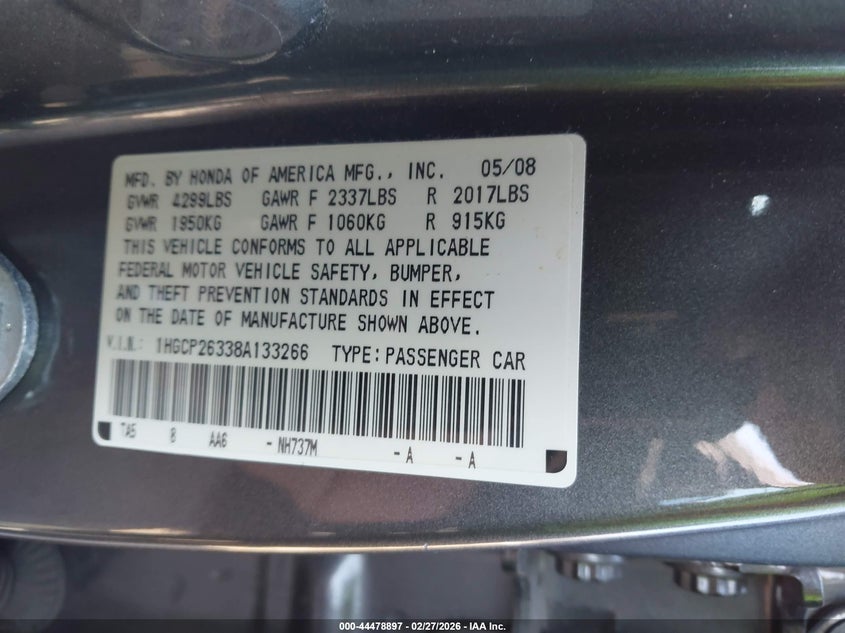 MFD. BY HONDA OF AMERICA MFG., INC. 05/08
GVWR 4299LBS GAWR F 2337LBS R 2017LBS
GVWR 1950KG GAWR F 1060KG R 915KG
THIS VEHICLE CONFORMS TO ALL APPLICABLE
FEDERAL MOTOR VEHICLE SAFETY, BUMPER,
AND THEFT PREVENTION STANDARDS IN EFFECT
ON THE DATE OF MANUFACTURE SHOWN ABOVE.
V.I.N.: 1HGCP26338A133266 TYPE: PASSENGER CAR
TA5 0 AA6 - NH737M - A - A
000-44478897 - 02/27/2026 - IAA Inc.